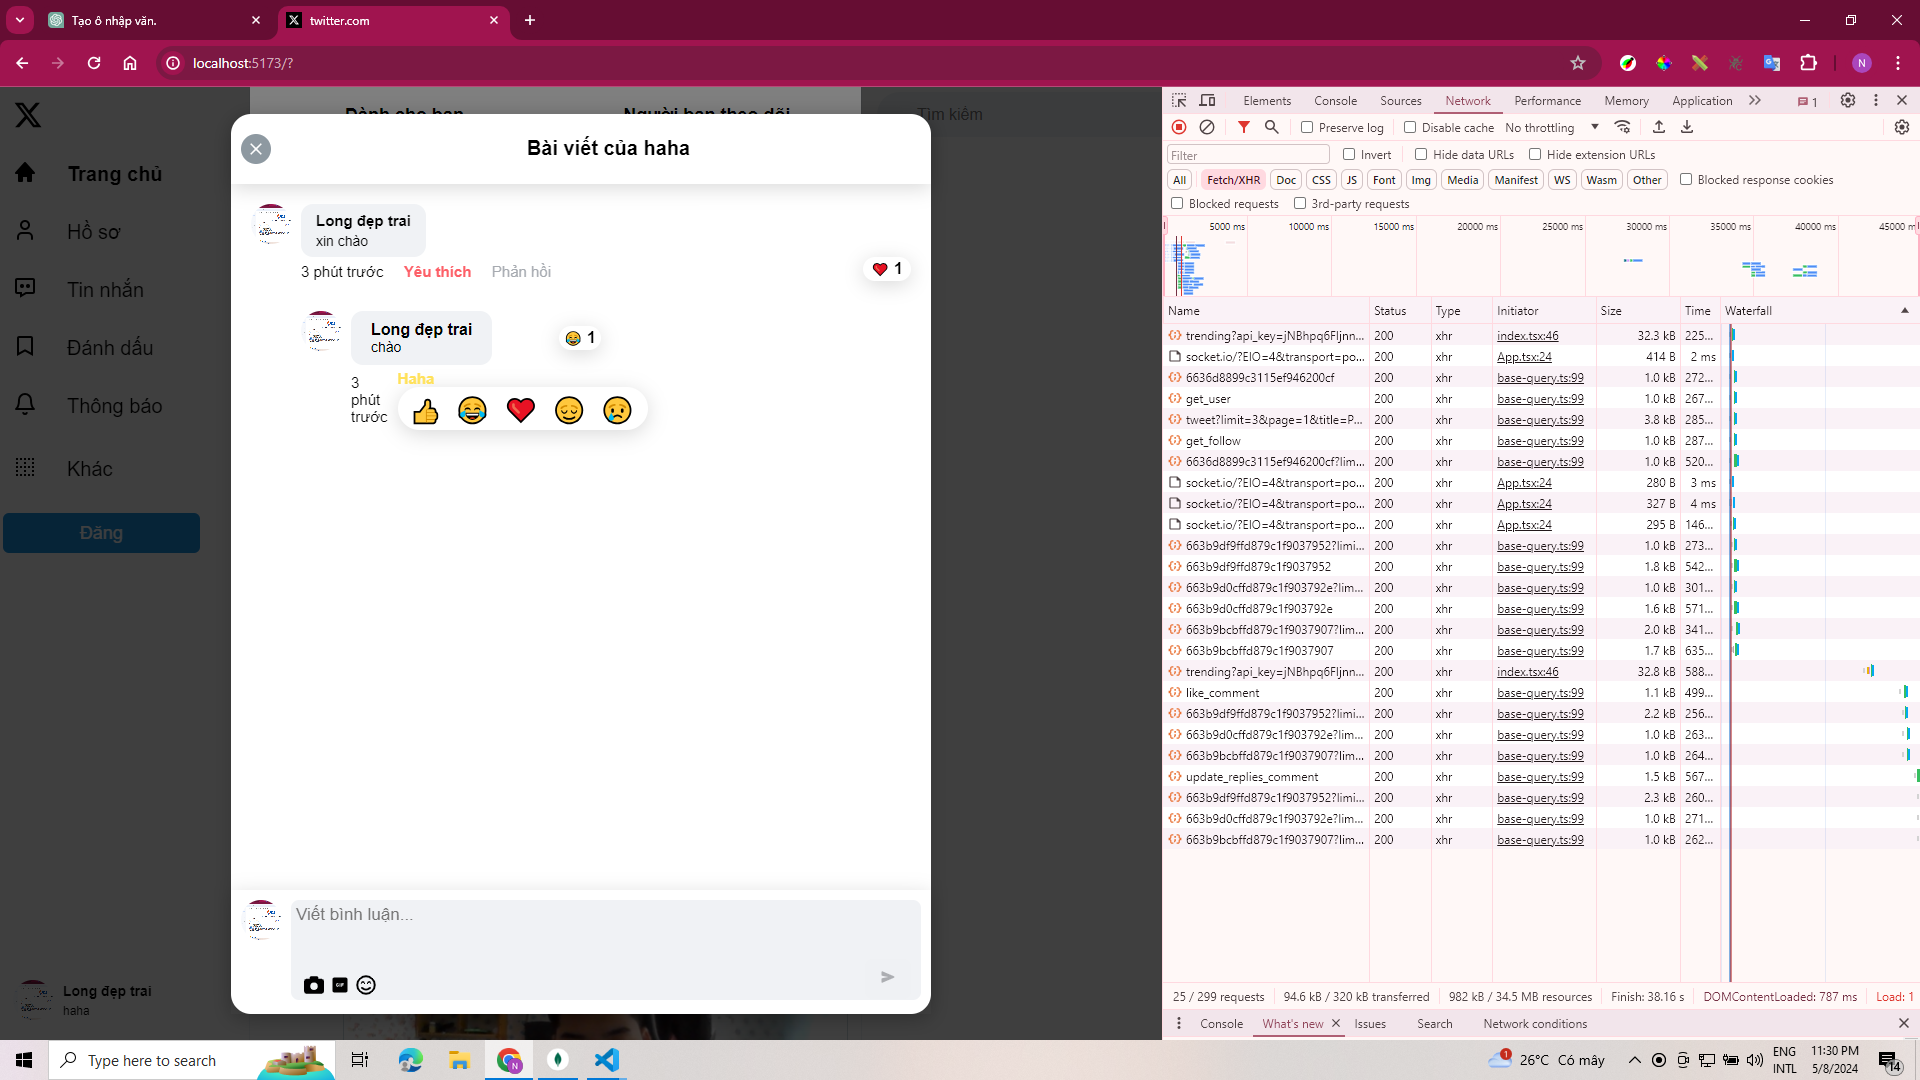 Tạo ô nhập văn.
twitter.com
localhost:5173/?
N
Dành cho bạn
Người bạn theo dõi
Tìm kiếm
Trang chủ
Hồ sơ
Tin nhắn
Đánh dấu
Thông báo
Khác
Đăng
Long đẹp trai
haha
Bài viết của haha
Long đẹp trai
xin chào
3 phút trước Yêu thích Phản hồi
1
Long đẹp trai
chào
1
3
phút
trước
Haha
Viết bình luận...
GIF
Elements Console Sources Network Performance Memory Application 1
Preserve log Disable cache No throttling
Filter Invert Hide data URLs Hide extension URLs
All Fetch/XHR Doc CSS JS Font Img Media Manifest WS Wasm Other Blocked response cookies
Blocked requests 3rd-party requests
5000 ms 10000 ms 15000 ms 20000 ms 25000 ms 30000 ms 35000 ms 40000 ms 45000 m
Name Status Type Initiator Size Time Waterfall
trending?api_key=jNBhpq6FIjnn... 200 xhr index.tsx:46 32.3 kB 225...
socket.io/?EIO=4&transport=po... 200 xhr App.tsx:24 414 B 2 ms
6636d8899c3115ef946200cf 200 xhr base-query.ts:99 1.0 kB 272...
get_user 200 xhr base-query.ts:99 1.0 kB 267...
tweet?limit=3&page=1&title=P... 200 xhr base-query.ts:99 3.8 kB 285...
get_follow 200 xhr base-query.ts:99 1.0 kB 287...
6636d8899c3115ef946200cf?lim... 200 xhr base-query.ts:99 1.0 kB 520...
socket.io/?EIO=4&transport=po... 200 xhr App.tsx:24 280 B 3 ms
socket.io/?EIO=4&transport=po... 200 xhr App.tsx:24 327 B 4 ms
socket.io/?EIO=4&transport=po... 200 xhr App.tsx:24 295 B 146...
663b9df9ffd879c1f9037952?limi... 200 xhr base-query.ts:99 1.0 kB 273...
663b9df9ffd879c1f9037952 200 xhr base-query.ts:99 1.8 kB 542...
663b9d0cffd879c1f903792e?lim... 200 xhr base-query.ts:99 1.0 kB 301...
663b9d0cffd879c1f903792e 200 xhr base-query.ts:99 1.6 kB 571...
663b9bcbffd879c1f9037907?lim... 200 xhr base-query.ts:99 2.0 kB 341...
663b9bcbffd879c1f9037907 200 xhr base-query.ts:99 1.7 kB 635...
trending?api_key=jNBhpq6FIjnn... 200 xhr index.tsx:46 32.8 kB 588...
like_comment 200 xhr base-query.ts:99 1.1 kB 499...
663b9df9ffd879c1f9037952?limi... 200 xhr base-query.ts:99 2.2 kB 256...
663b9d0cffd879c1f903792e?lim... 200 xhr base-query.ts:99 1.0 kB 263...
663b9bcbffd879c1f9037907?lim... 200 xhr base-query.ts:99 1.0 kB 264...
update_replies_comment 200 xhr base-query.ts:99 1.5 kB 567...
663b9df9ffd879c1f9037952?limi... 200 xhr base-query.ts:99 2.3 kB 260...
663b9d0cffd879c1f903792e?lim... 200 xhr base-query.ts:99 1.0 kB 271...
663b9bcbffd879c1f9037907?lim... 200 xhr base-query.ts:99 1.0 kB 262...
25 / 299 requests 94.6 kB / 320 kB transferred 982 kB / 34.5 MB resources Finish: 38.16 s DOMContentLoaded: 787 ms Load: 1
Console What's new Issues Search Network conditions
Type here to search
N
1
26°C Có mây
ENG
INTL
11:30 PM
5/8/2024
14